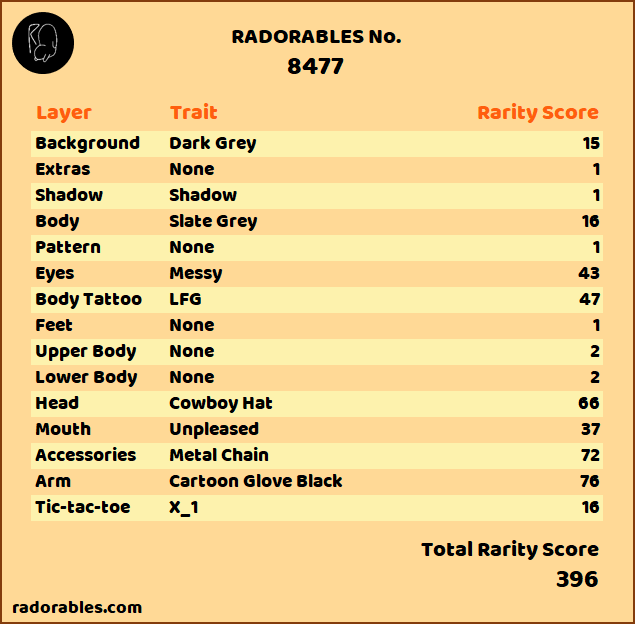 RADORABLES No.
8477
Layer Trait Rarity Score
Background Dark Grey 15
Extras None 1
Shadow Shadow 1
Body Slate Grey 16
Pattern None 1
Eyes Messy 43
Body Tattoo LFG 47
Feet None 1
Upper Body None 2
Lower Body None 2
Head Cowboy Hat 66
Mouth Unpleased 37
Accessories Metal Chain 72
Arm Cartoon Glove Black 76
Tic-tac-toe X_1 16
Total Rarity Score
396
radorables.com